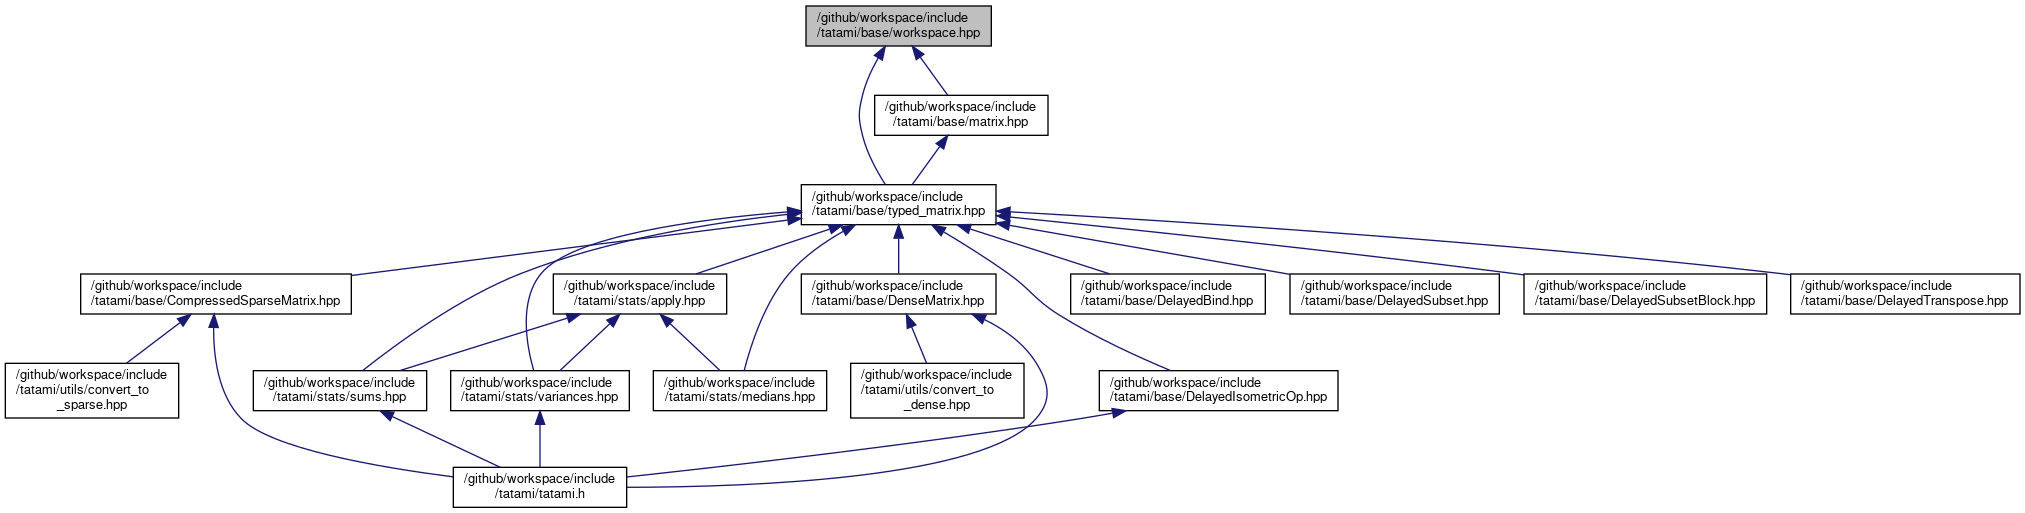 /github/workspace/include
/tatami/base/workspace.hpp
/github/workspace/include
/tatami/base/matrix.hpp
/github/workspace/include
/tatami/base/typed_matrix.hpp
/github/workspace/include
/tatami/base/CompressedSparseMatrix.hpp
/github/workspace/include
/tatami/stats/apply.hpp
/github/workspace/include
/tatami/base/DenseMatrix.hpp
/github/workspace/include
/tatami/base/DelayedBind.hpp
/github/workspace/include
/tatami/base/DelayedSubset.hpp
/github/workspace/include
/tatami/base/DelayedSubsetBlock.hpp
/github/workspace/include
/tatami/base/DelayedTranspose.hpp
/github/workspace/include
/tatami/utils/convert_to
_sparse.hpp
/github/workspace/include
/tatami/stats/sums.hpp
/github/workspace/include
/tatami/stats/variances.hpp
/github/workspace/include
/tatami/stats/medians.hpp
/github/workspace/include
/tatami/utils/convert_to
_dense.hpp
/github/workspace/include
/tatami/base/DelayedIsometricOp.hpp
/github/workspace/include
/tatami/tatami.h